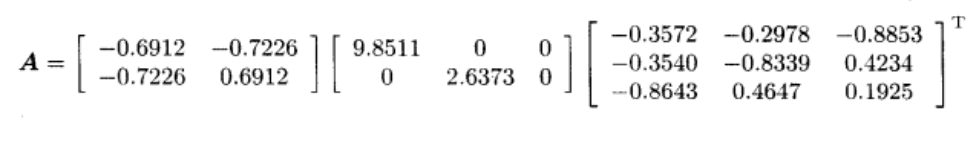 A = [ −0.6912 −0.7226 ; −0.7226 0.6912 ] [ 9.8511 0 0 ; 0 2.6373 0 ] [ −0.3572 −0.2978 −0.8853 ; −0.3540 −0.8339 0.4234 ; −0.8643 0.4647 0.1925 ]ᵀ